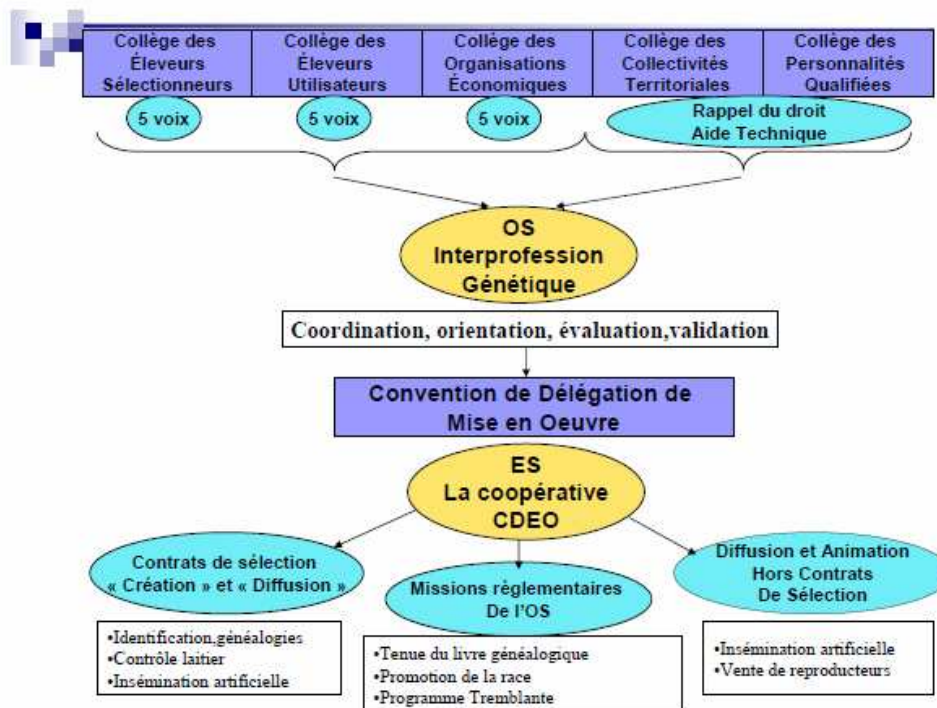 Collège des
Éleveurs
Sélectionneurs
Collège des
Éleveurs
Utilisateurs
Collège des
Organisations
Économiques
Collège des
Collectivités
Territoriales
Collège des
Personnalités
Qualifiées
5 voix
5 voix
5 voix
Rappel du droit
Aide Technique
OS
Interprofession
Génétique
Coordination, orientation, évaluation,validation
Convention de Délégation de
Mise en Oeuvre
ES
La coopérative
CDEO
Contrats de sélection
« Création » et « Diffusion »
Missions règlementaires
De l'OS
Diffusion et Animation
Hors Contrats
De Sélection
•Identification,généalogies
•Contrôle laitier
•Insémination artificielle
•Tenue du livre généalogique
•Promotion de la race
•Programme Tremblante
•Insémination artificielle
•Vente de reproducteurs